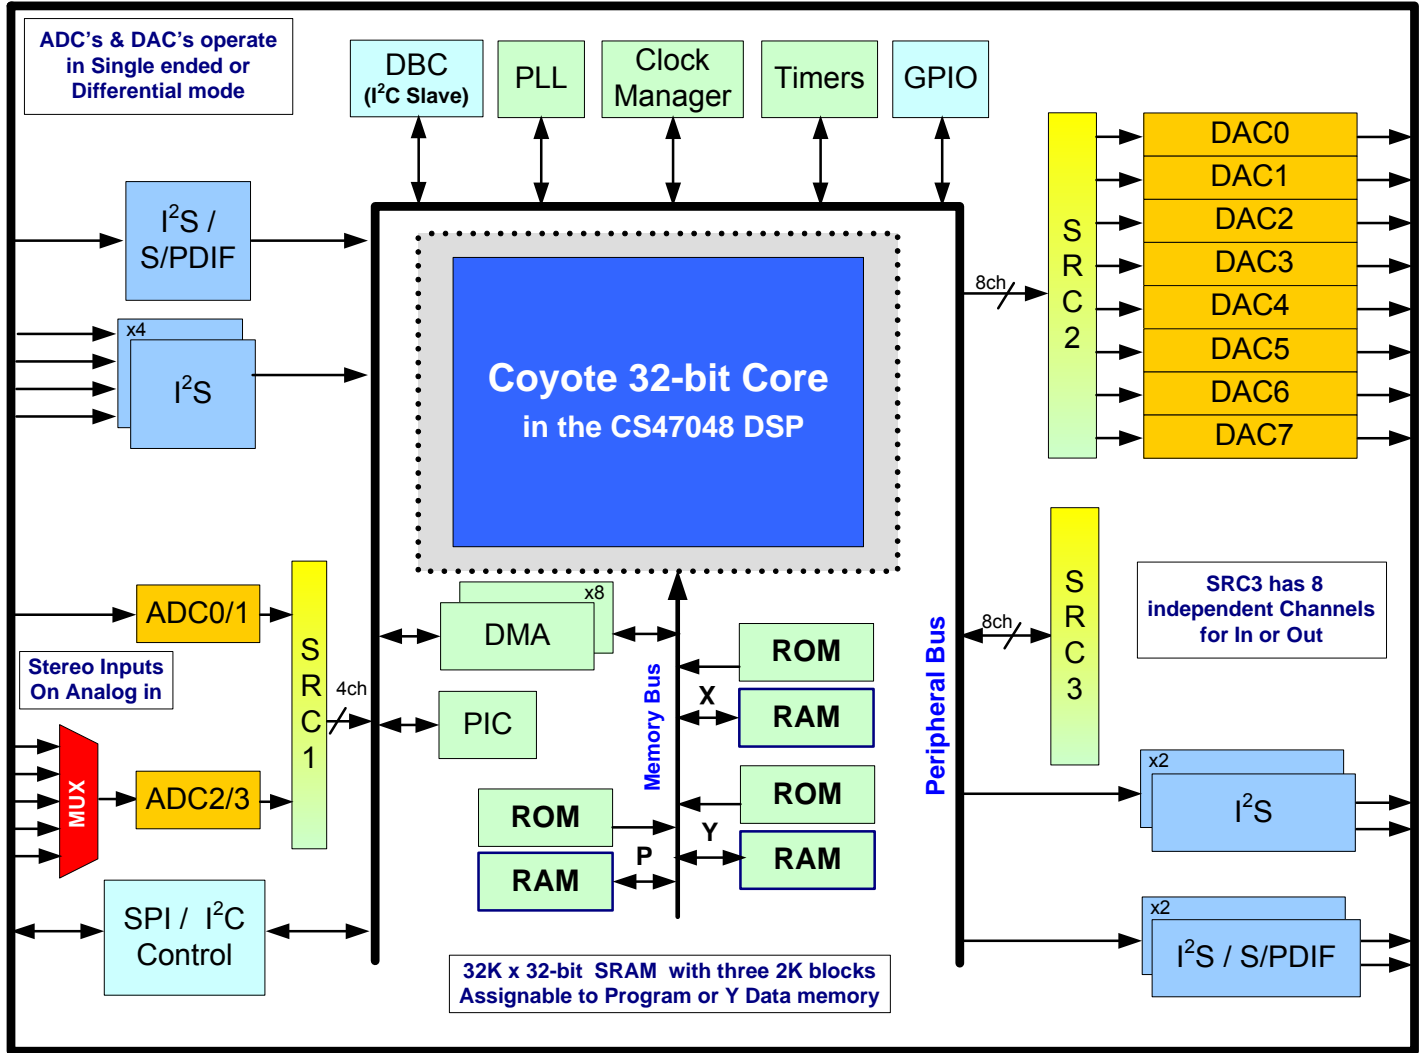 ADC's & DAC's operate
in Single ended or
Differential mode
DBC
(I²C Slave)
PLL
Clock
Manager
Timers
GPIO
I²S /
S/PDIF
x4
I²S
Coyote 32-bit Core
in the CS47048 DSP
8ch
S
R
C
2
DAC0
DAC1
DAC2
DAC3
DAC4
DAC5
DAC6
DAC7
ADC0/1
Stereo Inputs
On Analog in
MUX
ADC2/3
S
R
C
1
4ch
x8
DMA
PIC
Memory Bus
ROM
X
RAM
ROM
Y
RAM
ROM
P
RAM
Peripheral Bus
8ch
S
R
C
3
SRC3 has 8
independent Channels
for In or Out
x2
I²S
x2
I²S / S/PDIF
SPI / I²C
Control
32K x 32-bit SRAM with three 2K blocks
Assignable to Program or Y Data memory